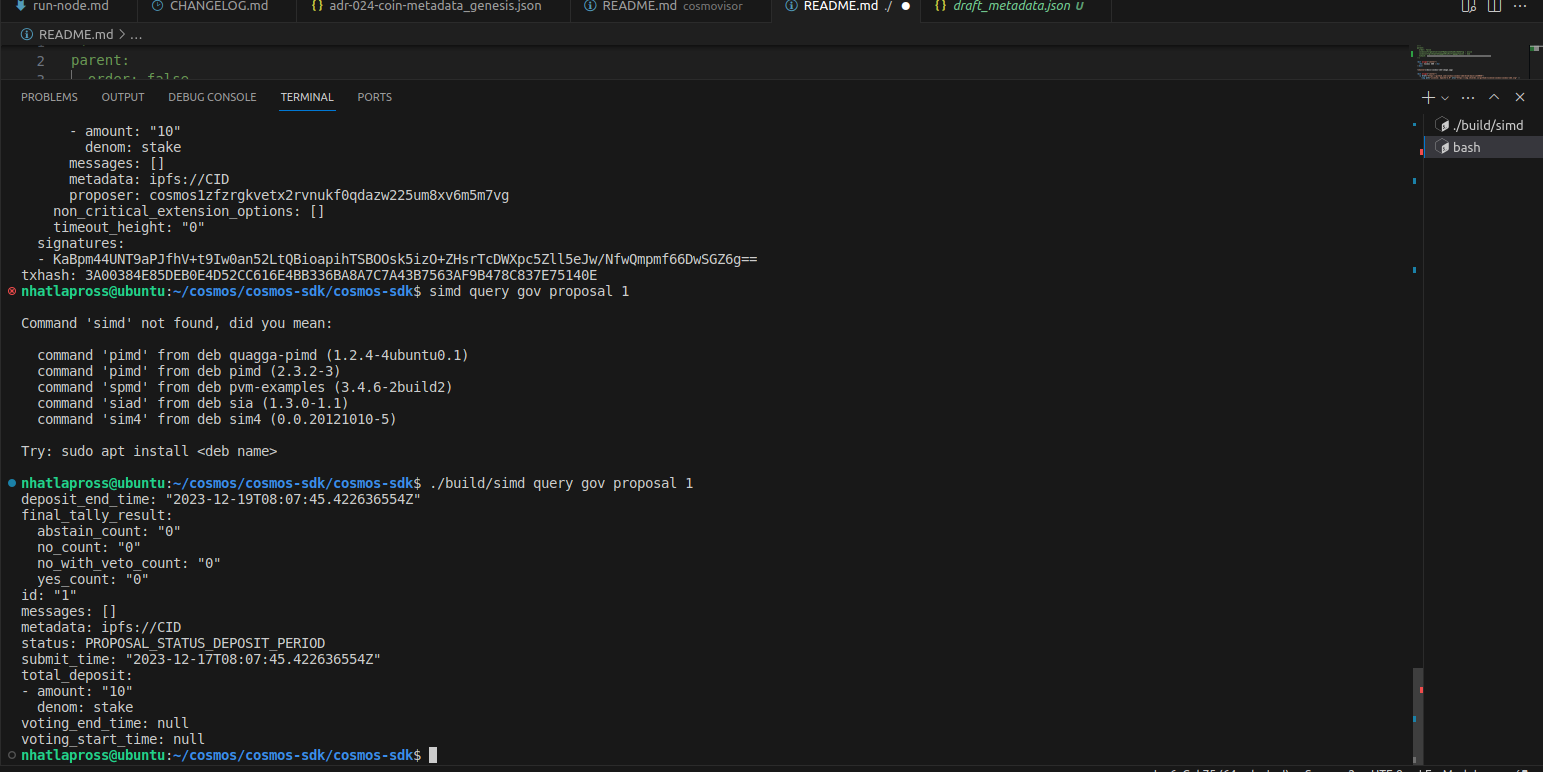 run-node.md CHANGELOG.md {} adr-024-coin-metadata_genesis.json README.md cosmovisor README.md ./ {} draft_metadata.json U
README.md > ...
2 parent:
3 order: false
PROBLEMS OUTPUT DEBUG CONSOLE TERMINAL PORTS
./build/simd
bash
- amount: "10"
denom: stake
messages: []
metadata: ipfs://CID
proposer: cosmos1zfzrgkvetx2rvnukf0qdazw225um8xv6m5m7vg
non_critical_extension_options: []
timeout_height: "0"
signatures:
- KaBpm44UNT9aPJfhV+t9Iw0an52LtQBioapihTSBOOsk5izO+ZHsrTcDWXpc5Zll5eJw/NfwQmpmf66DwSGZ6g==
txhash: 3A00384E85DEB0E4D52CC616E4BB336BA8A7C7A43B7563AF9B478C837E75140E
nhatlapross@ubuntu:~/cosmos/cosmos-sdk/cosmos-sdk$ simd query gov proposal 1
Command 'simd' not found, did you mean:
command 'pimd' from deb quagga-pimd (1.2.4-4ubuntu0.1)
command 'pimd' from deb pimd (2.3.2-3)
command 'spmd' from deb pvm-examples (3.4.6-2build2)
command 'siad' from deb sia (1.3.0-1.1)
command 'sim4' from deb sim4 (0.0.20121010-5)
Try: sudo apt install <deb name>
nhatlapross@ubuntu:~/cosmos/cosmos-sdk/cosmos-sdk$ ./build/simd query gov proposal 1
deposit_end_time: "2023-12-19T08:07:45.422636554Z"
final_tally_result:
abstain_count: "0"
no_count: "0"
no_with_veto_count: "0"
yes_count: "0"
id: "1"
messages: []
metadata: ipfs://CID
status: PROPOSAL_STATUS_DEPOSIT_PERIOD
submit_time: "2023-12-17T08:07:45.422636554Z"
total_deposit:
- amount: "10"
denom: stake
voting_end_time: null
voting_start_time: null
nhatlapross@ubuntu:~/cosmos/cosmos-sdk/cosmos-sdk$